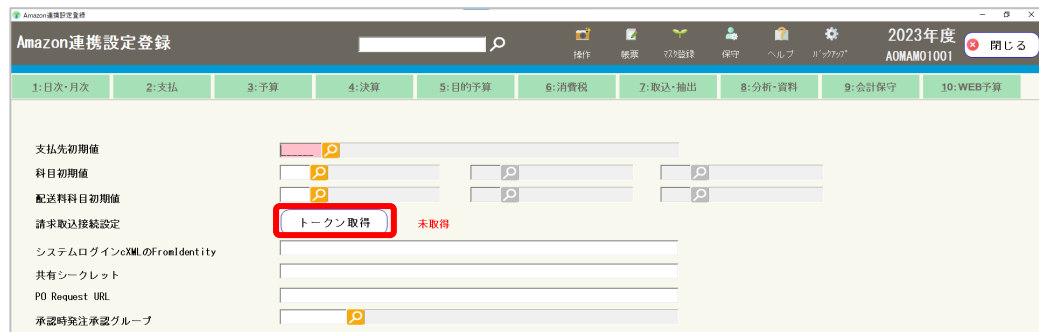 Amazon連携設定登録
Amazon連携設定登録
操作 帳票 ﾏｽﾀ登録 保守 ヘルプ ﾊﾞｯｸｱｯﾌﾟ
2023年度
AOMAM01001
閉じる
1:日次・月次 2:支払 3:予算 4:決算 5:目的予算 6:消費税 7:取込・抽出 8:分析・資料 9:会計保守 10:WEB予算
支払先初期値
科目初期値
配送料科目初期値
請求取込接続設定 トークン取得 未取得
システムログインcXMLのFromIdentity
共有シークレット
PO Request URL
承認時発注承認グループ